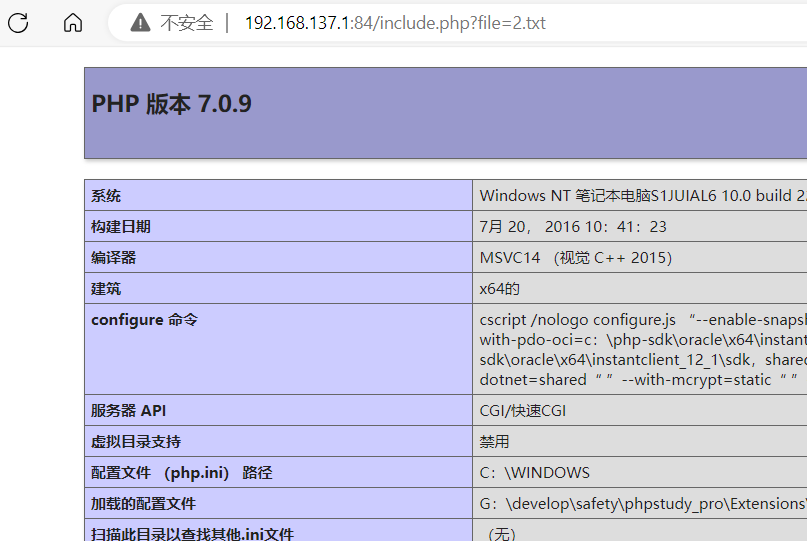 不安全 192.168.137.1:84/include.php?file=2.txt
PHP 版本 7.0.9
系统 Windows NT 笔记本电脑S1JUIAL6 10.0 build 2
构建日期 7月 20， 2016 10：41：23
编译器 MSVC14 （视觉 C++ 2015）
建筑 x64的
configure 命令 cscript /nologo configure.js “--enable-snapsh
with-pdo-oci=c：\php-sdk\oracle\x64\instant
sdk\oracle\x64\instantclient_12_1\sdk，shared
dotnet=shared“ ”--with-mcrypt=static“ ”
服务器 API CGI/快速CGI
虚拟目录支持 禁用
配置文件 （php.ini） 路径 C：\WINDOWS
加载的配置文件 G：\develop\safety\phpstudy_pro\Extensions\
扫描此目录以查找其他.ini文件 （无）